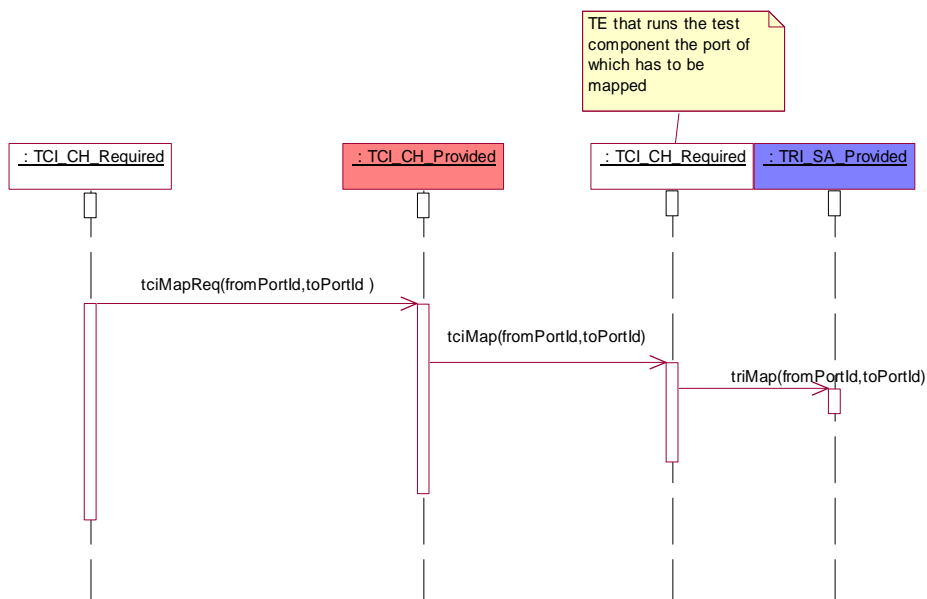 TE that runs the test
component the port of
which has to be
mapped
: TCI_CH_Required
: TCI_CH_Provided
: TCI_CH_Required
: TRI_SA_Provided
tciMapReq(fromPortId,toPortId )
tciMap(fromPortId,toPortId)
triMap(fromPortId,toPortId)